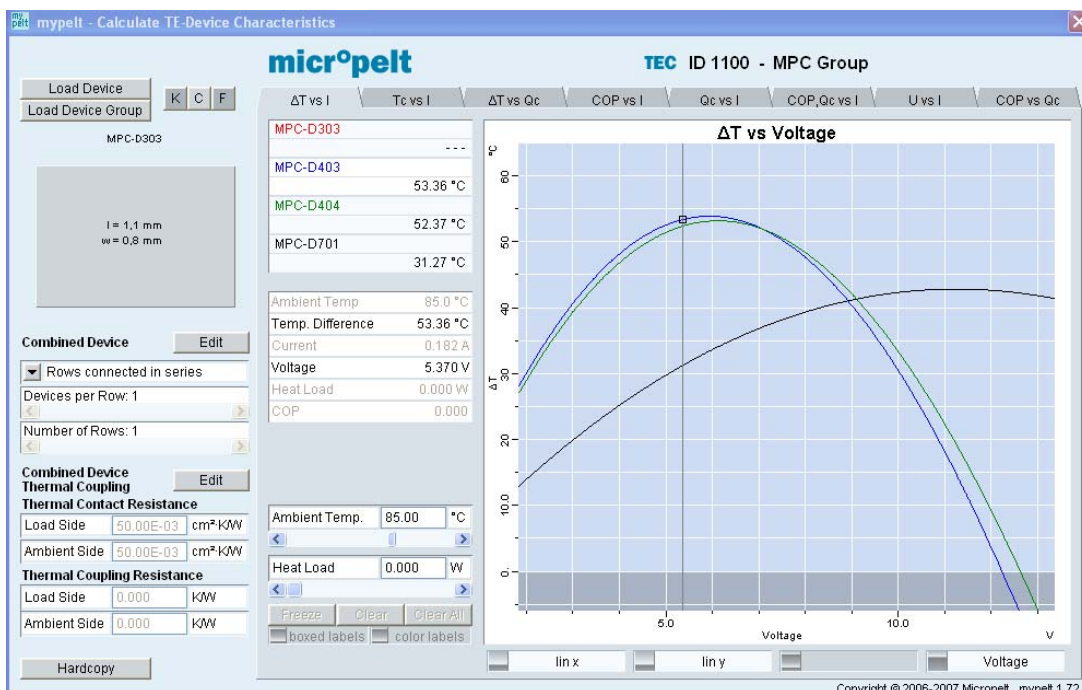 my
pelt
mypelt - Calculate TE-Device Characteristics
micropelt
TEC ID 1100 - MPC Group
Load Device
Load Device Group
K C F
MPC-D303
l = 1,1 mm
w = 0,8 mm
Combined Device
Edit
Rows connected in series
Devices per Row: 1
Number of Rows: 1
Combined Device
Thermal Coupling
Edit
Thermal Contact Resistance
Load Side 50.00E-03 cm²·K/W
Ambient Side 50.00E-03 cm²·K/W
Thermal Coupling Resistance
Load Side 0.000 K/W
Ambient Side 0.000 K/W
Hardcopy
ΔT vs I Tc vs I ΔT vs Qc COP vs I Qc vs I COP,Qc vs I U vs I COP vs Qc
MPC-D303
---
MPC-D403
53.36 °C
MPC-D404
52.37 °C
MPC-D701
31.27 °C
Ambient Temp 85.0 °C
Temp. Difference 53.36 °C
Current 0.182 A
Voltage 5.370 V
Heat Load 0.000 W
COP 0.000
Ambient Temp. 85.00 °C
Heat Load 0.000 W
Freeze Clear Clear All
boxed labels color labels
ΔT vs Voltage
°C
60
50
40
ΔT 30
20
10.0
0.
5.0 10.0
Voltage V
lin x lin y Voltage
Copyright @ 2006-2007 Micropelt mypelt 1.72